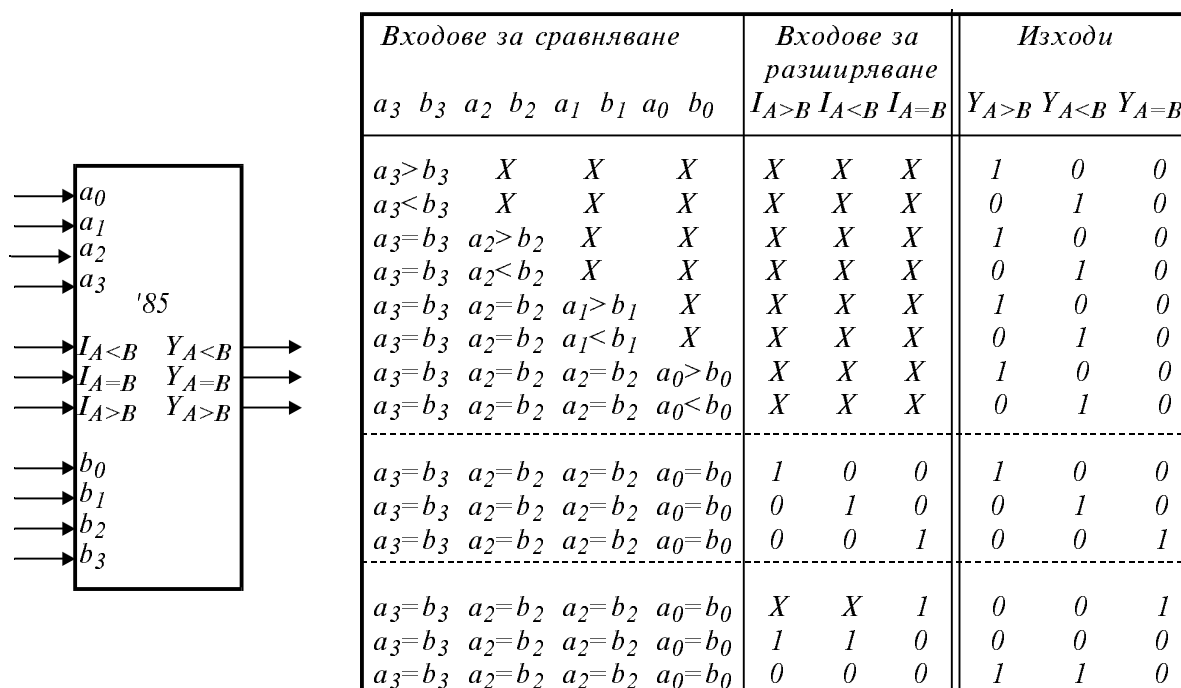 a0
a1
a2
a3
'85
IA<B YA<B
IA=B YA=B
IA>B YA>B
b0
b1
b2
b3
Входове за сравняване Входове за разширяване Изходи
a3 b3 a2 b2 a1 b1 a0 b0 IA>B IA<B IA=B YA>B YA<B YA=B
a3>b3 X X X X X X 1 0 0
a3<b3 X X X X X X 0 1 0
a3=b3 a2>b2 X X X X X 1 0 0
a3=b3 a2<b2 X X X X X 0 1 0
a3=b3 a2=b2 a1>b1 X X X X 1 0 0
a3=b3 a2=b2 a1<b1 X X X X 0 1 0
a3=b3 a2=b2 a2=b2 a0>b0 X X X 1 0 0
a3=b3 a2=b2 a2=b2 a0<b0 X X X 0 1 0
a3=b3 a2=b2 a2=b2 a0=b0 1 0 0 1 0 0
a3=b3 a2=b2 a2=b2 a0=b0 0 1 0 0 1 0
a3=b3 a2=b2 a2=b2 a0=b0 0 0 1 0 0 1
a3=b3 a2=b2 a2=b2 a0=b0 X X 1 0 0 1
a3=b3 a2=b2 a2=b2 a0=b0 1 1 0 0 0 0
a3=b3 a2=b2 a2=b2 a0=b0 0 0 0 1 1 0